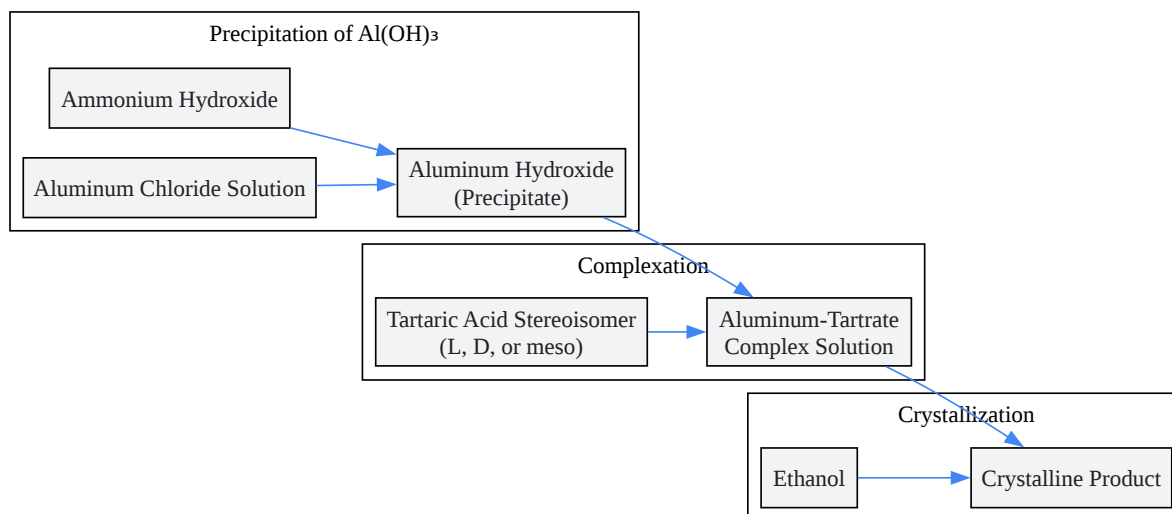 Precipitation of Al(OH)₃
Ammonium Hydroxide
Aluminum Chloride Solution
Aluminum Hydroxide
(Precipitate)
Complexation
Tartaric Acid Stereoisomer
(L, D, or meso)
Aluminum-Tartrate
Complex Solution
Crystallization
Ethanol
Crystalline Product